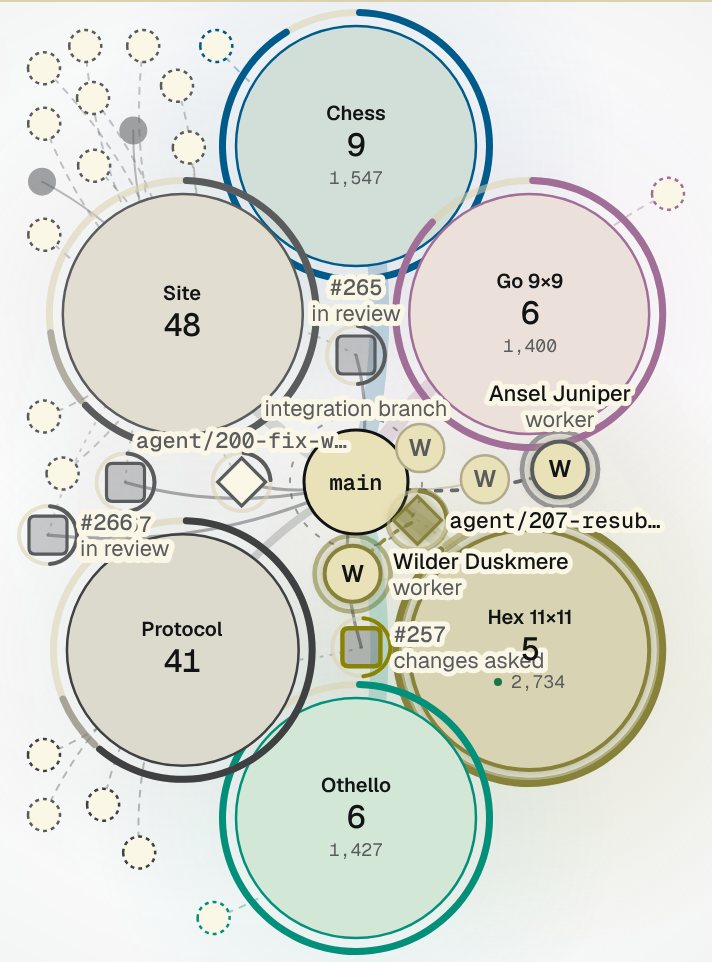 Chess
9
1,547
Site
48
Go 9×9
6
1,400
#265
in review
Ansel Juniper
worker
integration branch
agent/200-fix-w…
W
W
W
main
#266
in review
agent/207-resub…
W
Wilder Duskmere
worker
Hex 11×11
5
2,734
#257
changes asked
Protocol
41
Othello
6
1,427